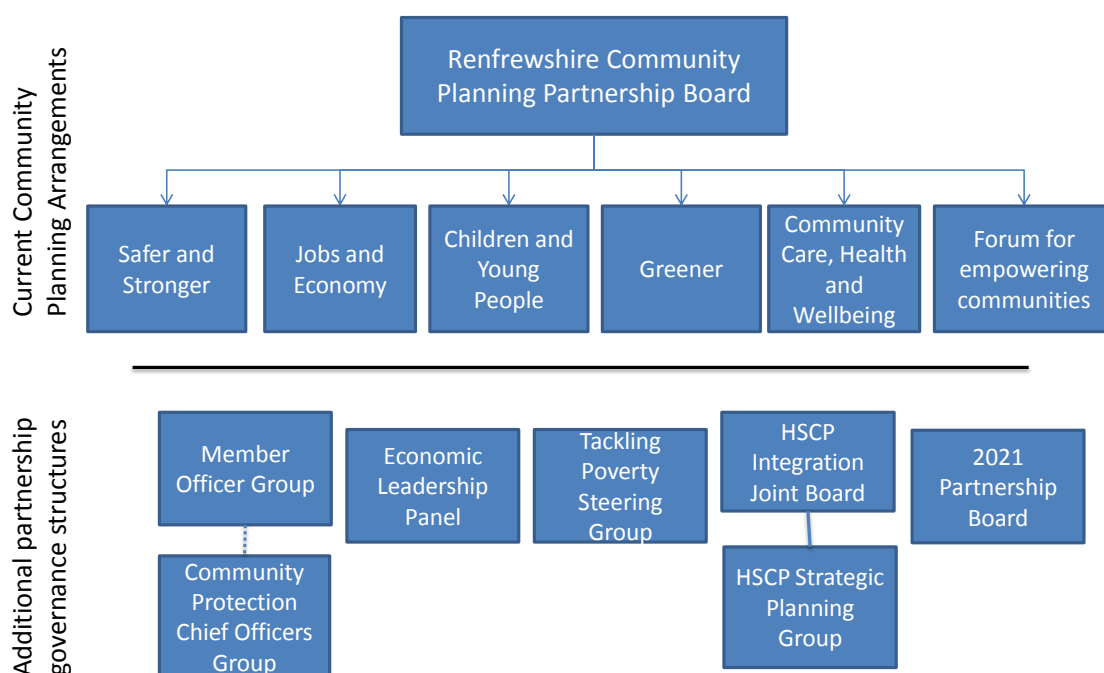 Current Community
Planning Arrangements
Renfrewshire Community
Planning Partnership Board
Safer and
Stronger
Jobs and
Economy
Children and
Young
People
Greener
Community
Care, Health
and
Wellbeing
Forum for
empowering
communities
Additional partnership
governance structures
Member
Officer Group
Economic
Leadership
Panel
Tackling
Poverty
Steering
Group
HSCP
Integration
Joint Board
2021
Partnership
Board
Community
Protection
Chief Officers
Group
HSCP Strategic
Planning
Group